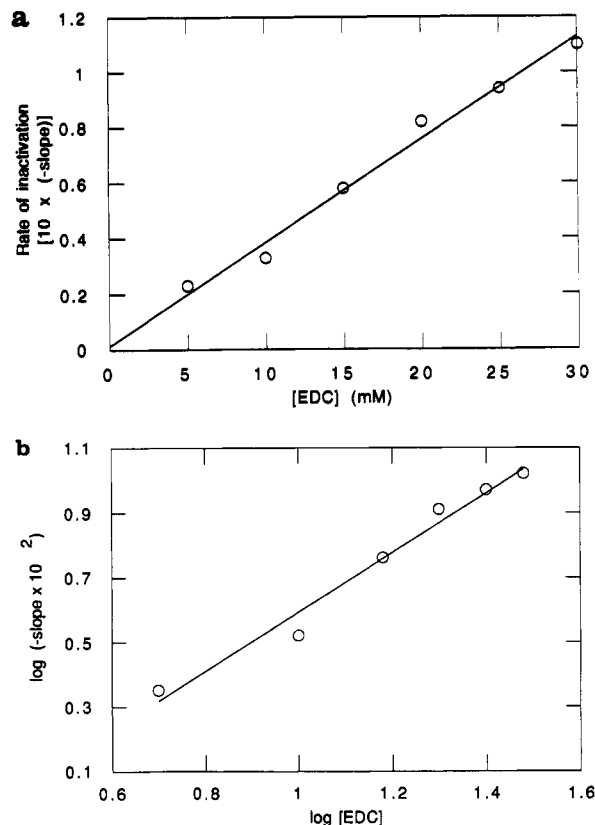 a
1.2
1
0.8
0.6
0.4
0.2
0
Rate of inactivation
[10 x (-slope)]
0 5 10 15 20 25 30
[EDC] (mM)
b
1.1
0.9
0.7
0.5
0.3
0.1
log (-slope x 10 2 )
0.6 0.8 1 1.2 1.4 1.6
log [EDC]